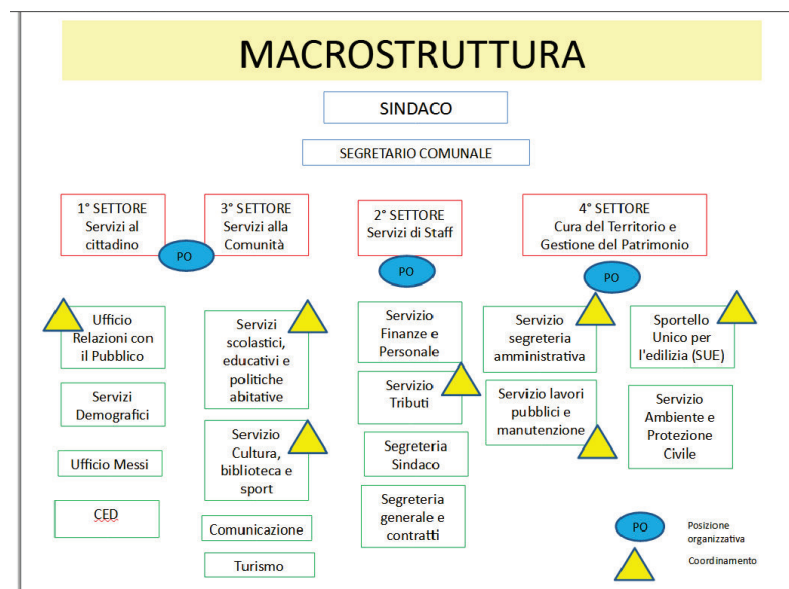 MACROSTRUTTURA
SINDACO
SEGRETARIO COMUNALE
1° SETTORE
Servizi al
cittadino
3° SETTORE
Servizi alla
Comunità
PO
2° SETTORE
Servizi di Staff
PO
4° SETTORE
Cura del Territorio e
Gestione del Patrimonio
PO
Ufficio
Relazioni con
il Pubblico
Servizi
Demografici
Ufficio Messi
CED
Servizi
scolastici,
educativi e
politiche
abitative
Servizio
Cultura,
biblioteca e
sport
Comunicazione
Turismo
Servizio
Finanze e
Personale
Servizio
Tributi
Segreteria
Sindaco
Segreteria
generale e
contratti
Servizio
segreteria
amministrativa
Servizio lavori
pubblici e
manutenzione
Sportello
Unico per
l'edilizia (SUE)
Servizio
Ambiente e
Protezione
Civile
PO
Posizione
organizzativa
Coordinamento